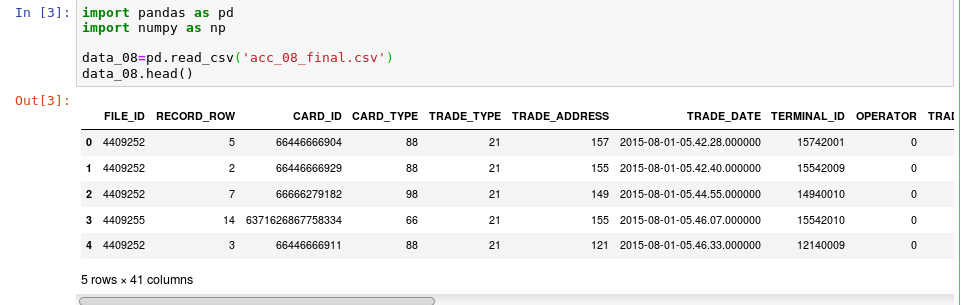 In [3]:
import pandas as pd
import numpy as np
data_08=pd.read_csv('acc_08_final.csv')
data_08.head()
Out[3]:
FILE_ID RECORD_ROW CARD_ID CARD_TYPE TRADE_TYPE TRADE_ADDRESS TRADE_DATE TERMINAL_ID OPERATOR
0 4409252 5 66446666904 88 21 157 2015-08-01-05.42.28.000000 15742001 0
1 4409252 2 66446666929 88 21 155 2015-08-01-05.42.40.000000 15542009 0
2 4409252 7 66666279182 98 21 149 2015-08-01-05.44.55.000000 14940010 0
3 4409255 14 6371626867758334 66 21 155 2015-08-01-05.46.07.000000 15542010 0
4 4409252 3 66446666911 88 21 121 2015-08-01-05.46.33.000000 12140009 0
5 rows × 41 columns